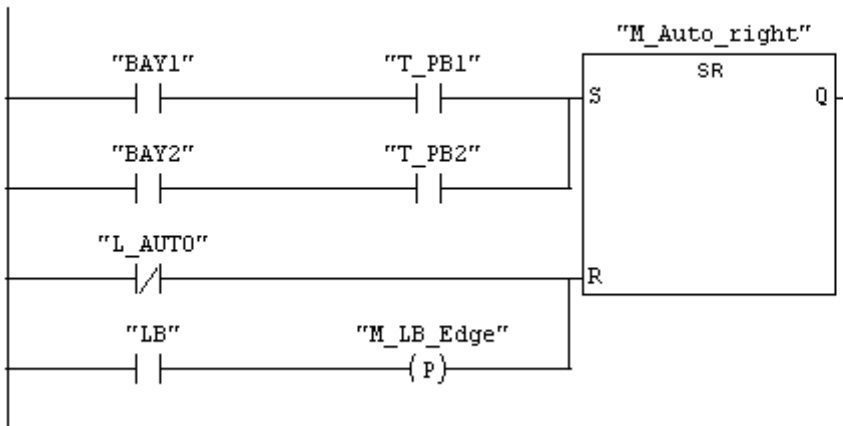 "M_Auto_right"
"BAY1" "T_PB1"
SR
S Q
"BAY2" "T_PB2"
"L_AUTO"
R
"LB" "M_LB_Edge"
P